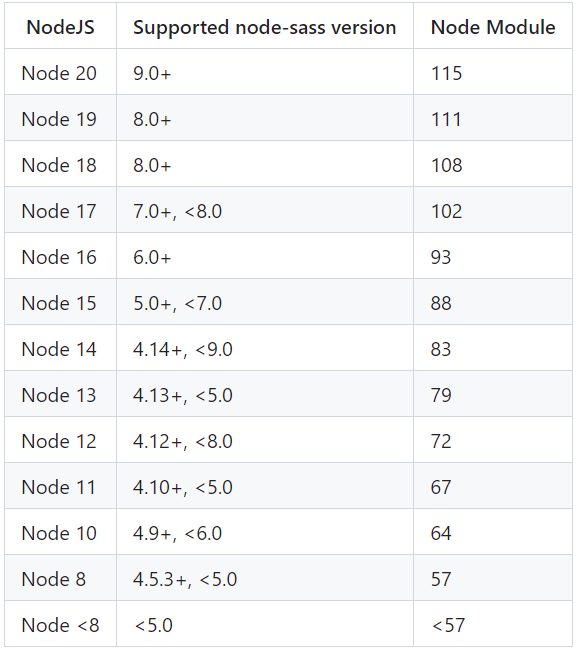 NodeJS Supported node-sass version Node Module
Node 20 9.0+ 115
Node 19 8.0+ 111
Node 18 8.0+ 108
Node 17 7.0+, <8.0 102
Node 16 6.0+ 93
Node 15 5.0+, <7.0 88
Node 14 4.14+, <9.0 83
Node 13 4.13+, <5.0 79
Node 12 4.12+, <8.0 72
Node 11 4.10+, <5.0 67
Node 10 4.9+, <6.0 64
Node 8 4.5.3+, <5.0 57
Node <8 <5.0 <57